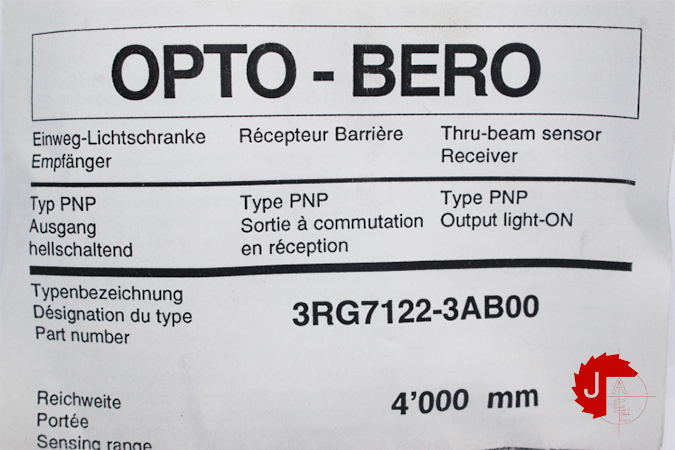 OPTO - BERO
Einweg-Lichtschranke Récepteur Barrière Thru-beam sensor
Empfänger Receiver
Typ PNP Type PNP Type PNP
Ausgang Sortie à commutation Output light-ON
hellschaltend en réception
Typenbezeichnung
Désignation du type 3RG7122-3AB00
Part number
Reichweite 4'000 mm
Portée
Sensing range
J